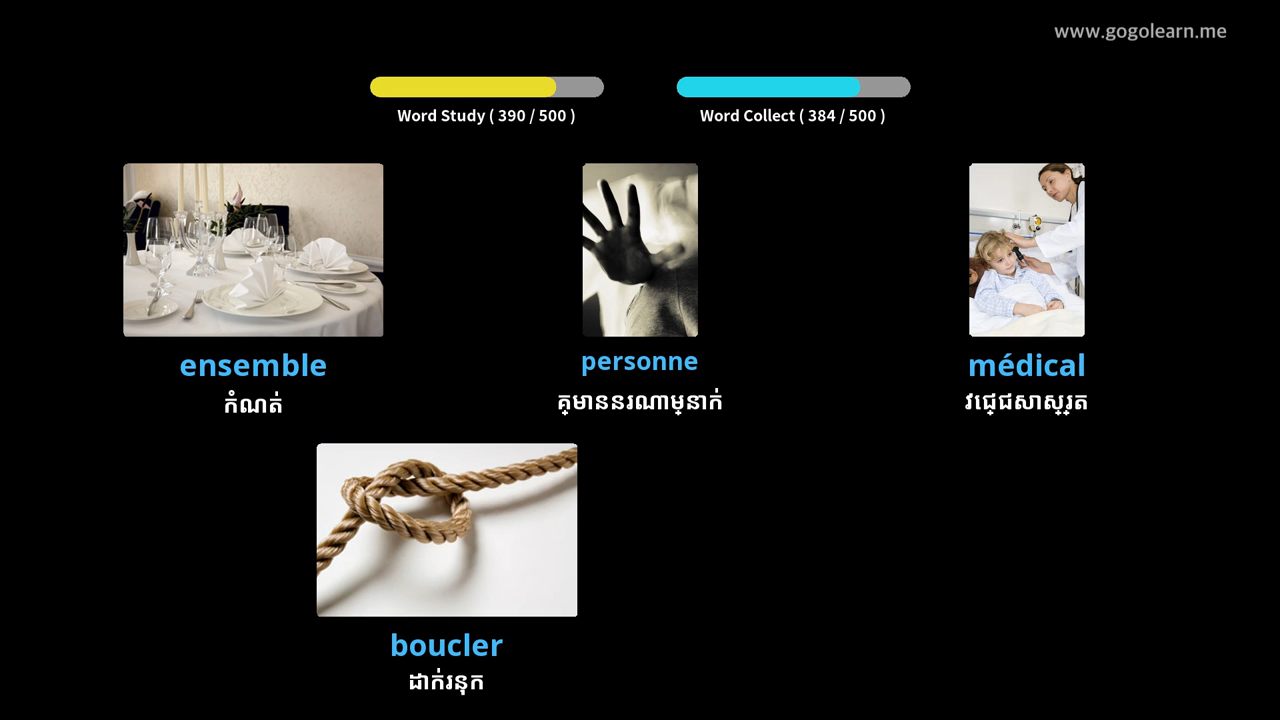 www.gogolearn.me
Word Study ( 390 / 500 )
Word Collect ( 384 / 500 )
ensemble
កំណត់
personne
គ្មាននរណាម្នាក់
médical
វេជ្ជសាស្រ្ត
boucler
ដាក់រនុក